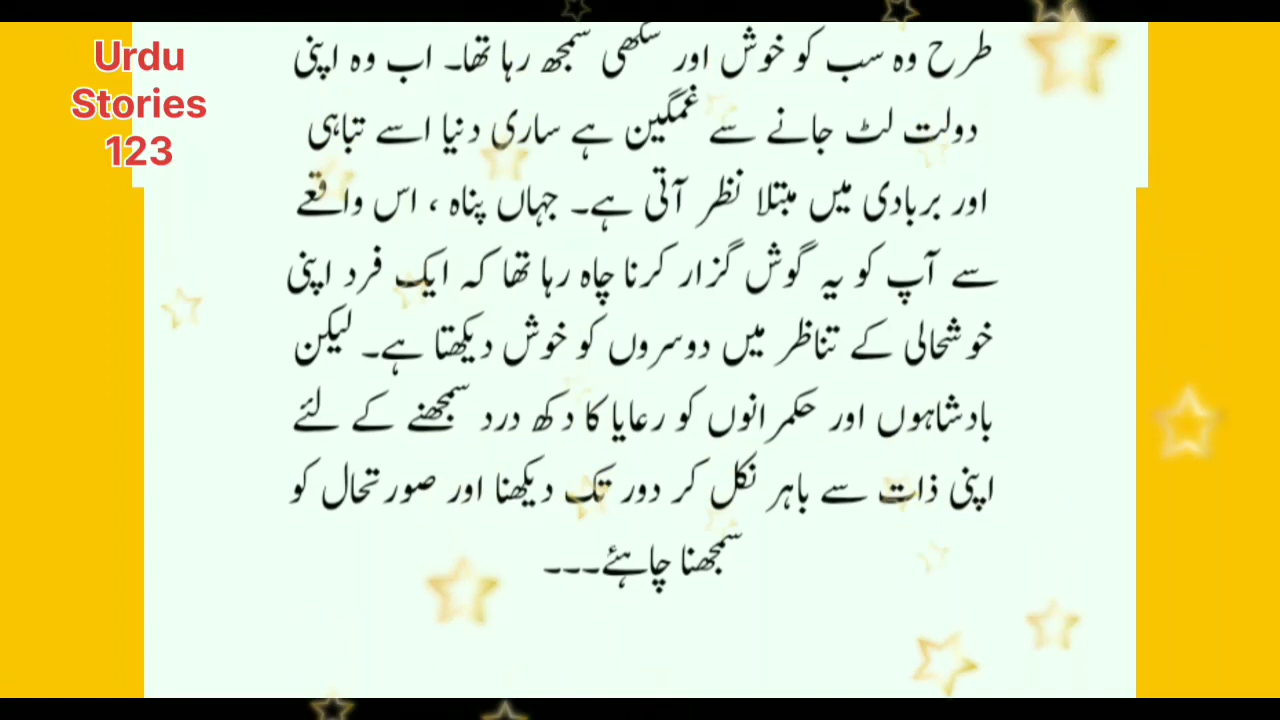 Urdu
Stories
123
طرح وہ سب کو خوش اور سکھی سمجھ رہا تھا۔ اب وہ اپنی
دولت لٹ جانے سے غمگین ہے ساری دنیا اسے تباہی
اور بربادی میں مبتلا نظر آتی ہے۔ جہاں پناہ ، اس واقعے
سے آپ کو یہ گوش گزار کرنا چاہ رہا تھا کہ ایک فرد اپنی
خوشحالی کے تناظر میں دوسروں کو خوش دیکھتا ہے۔ لیکن
بادشاہوں اور حکمرانوں کو رعایا کا دکھ درد سمجھنے کے لئے
اپنی ذات سے باہر نکل کر دور تک دیکھنا اور صورتحال کو
سمجھنا چاہئے۔۔۔